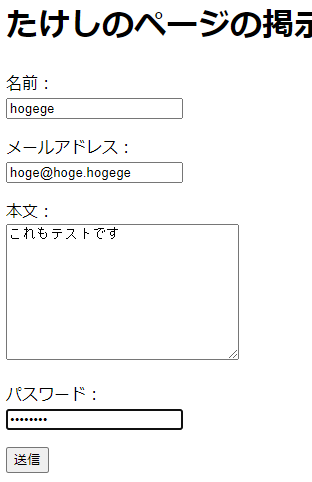 たけしのページの掲示
名前：
hogege
メールアドレス：
hoge@hoge.hogege
本文：
これもテストです
パスワード：
••••••••
送信